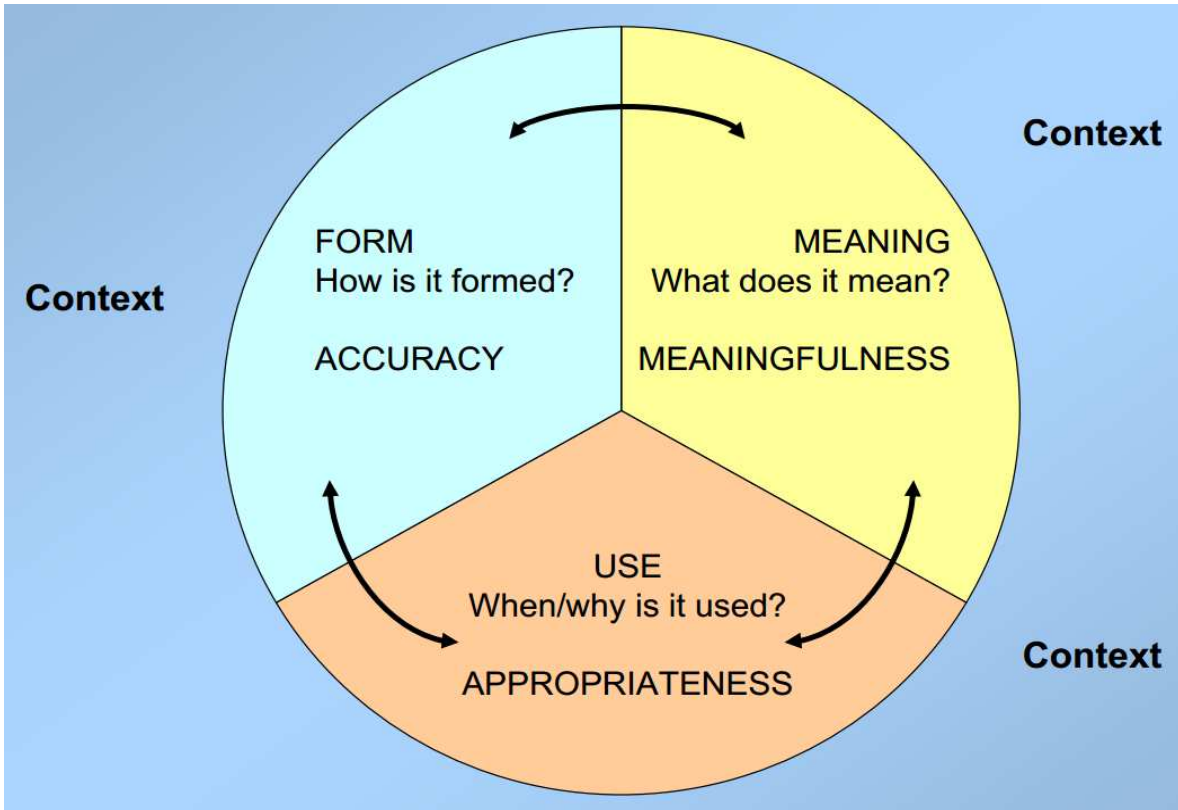 Context
FORM
How is it formed?
ACCURACY
MEANING
What does it mean?
MEANINGFULNESS
Context
USE
When/why is it used?
APPROPRIATENESS
Context